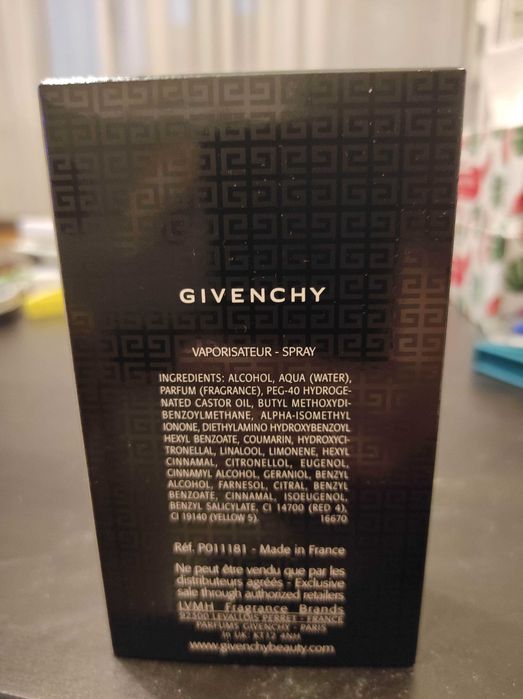 GIVENCHY
VAPORISATEUR - SPRAY
INGREDIENTS: ALCOHOL, AQUA (WATER),
PARFUM (FRAGRANCE), PEG-40 HYDROGE-
NATED CASTOR OIL, BUTYL METHOXYDI-
BENZOYLMETHANE, ALPHA-ISOMETHYL
IONONE, DIETHYLAMINO HYDROXYBENZOYL
HEXYL BENZOATE, COUMARIN, HYDROXYCI-
TRONELLAL, LINALOOL, LIMONENE, HEXYL
CINNAMAL, CITRONELLOL, EUGENOL,
CINNAMYL ALCOHOL, GERANIOL, BENZYL
ALCOHOL, FARNESOL, CITRAL, BENZYL
BENZOATE, CINNAMAL, ISOEUGENOL,
BENZYL SALICYLATE, CI 14700 (RED 4),
CI 19140 (YELLOW 5). 16670
Réf. P011181 - Made in France
Ne peut être vendu que par les
distributeurs agréés - Exclusive
sale through authorized retailers
LVMH Fragrance Brands
92300 LEVALLOIS PERRET - FRANCE
PARFUMS GIVENCHY - PARIS
In UK: KT12 4NH
www.givenchybeauty.com